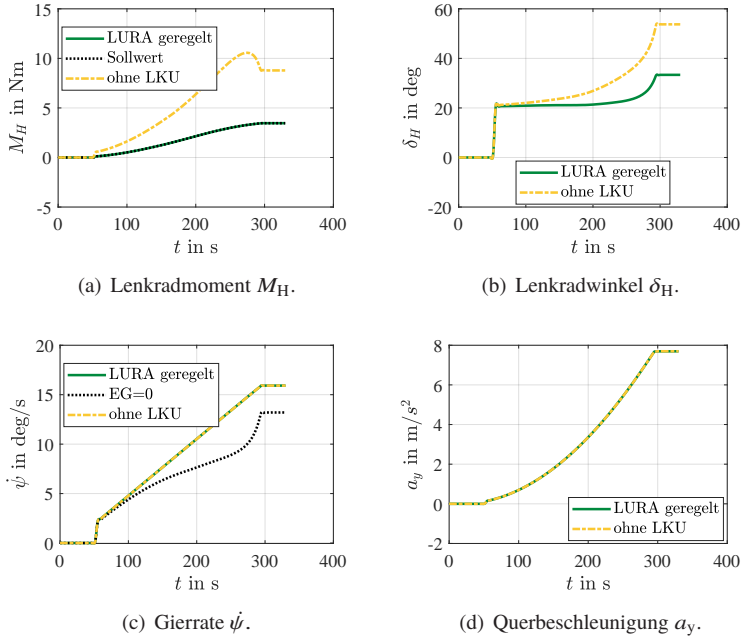 15
10
5
0
-5
M_H in Nm
LURA geregelt
Sollwert
ohne LKU
0
100
200
300
400
t in s
(a) Lenkradmoment M_H.
60
40
20
0
-20
δ_H in deg
LURA geregelt
ohne LKU
0
100
200
300
400
t in s
(b) Lenkradwinkel δ_H.
20
15
10
5
0
ψ̇ in deg/s
LURA geregelt
EG=0
ohne LKU
0
100
200
300
400
t in s
(c) Gierrate ψ̇.
8
6
4
2
0
-2
a_y in m/s²
LURA geregelt
ohne LKU
0
100
200
300
400
t in s
(d) Querbeschleunigung a_y.